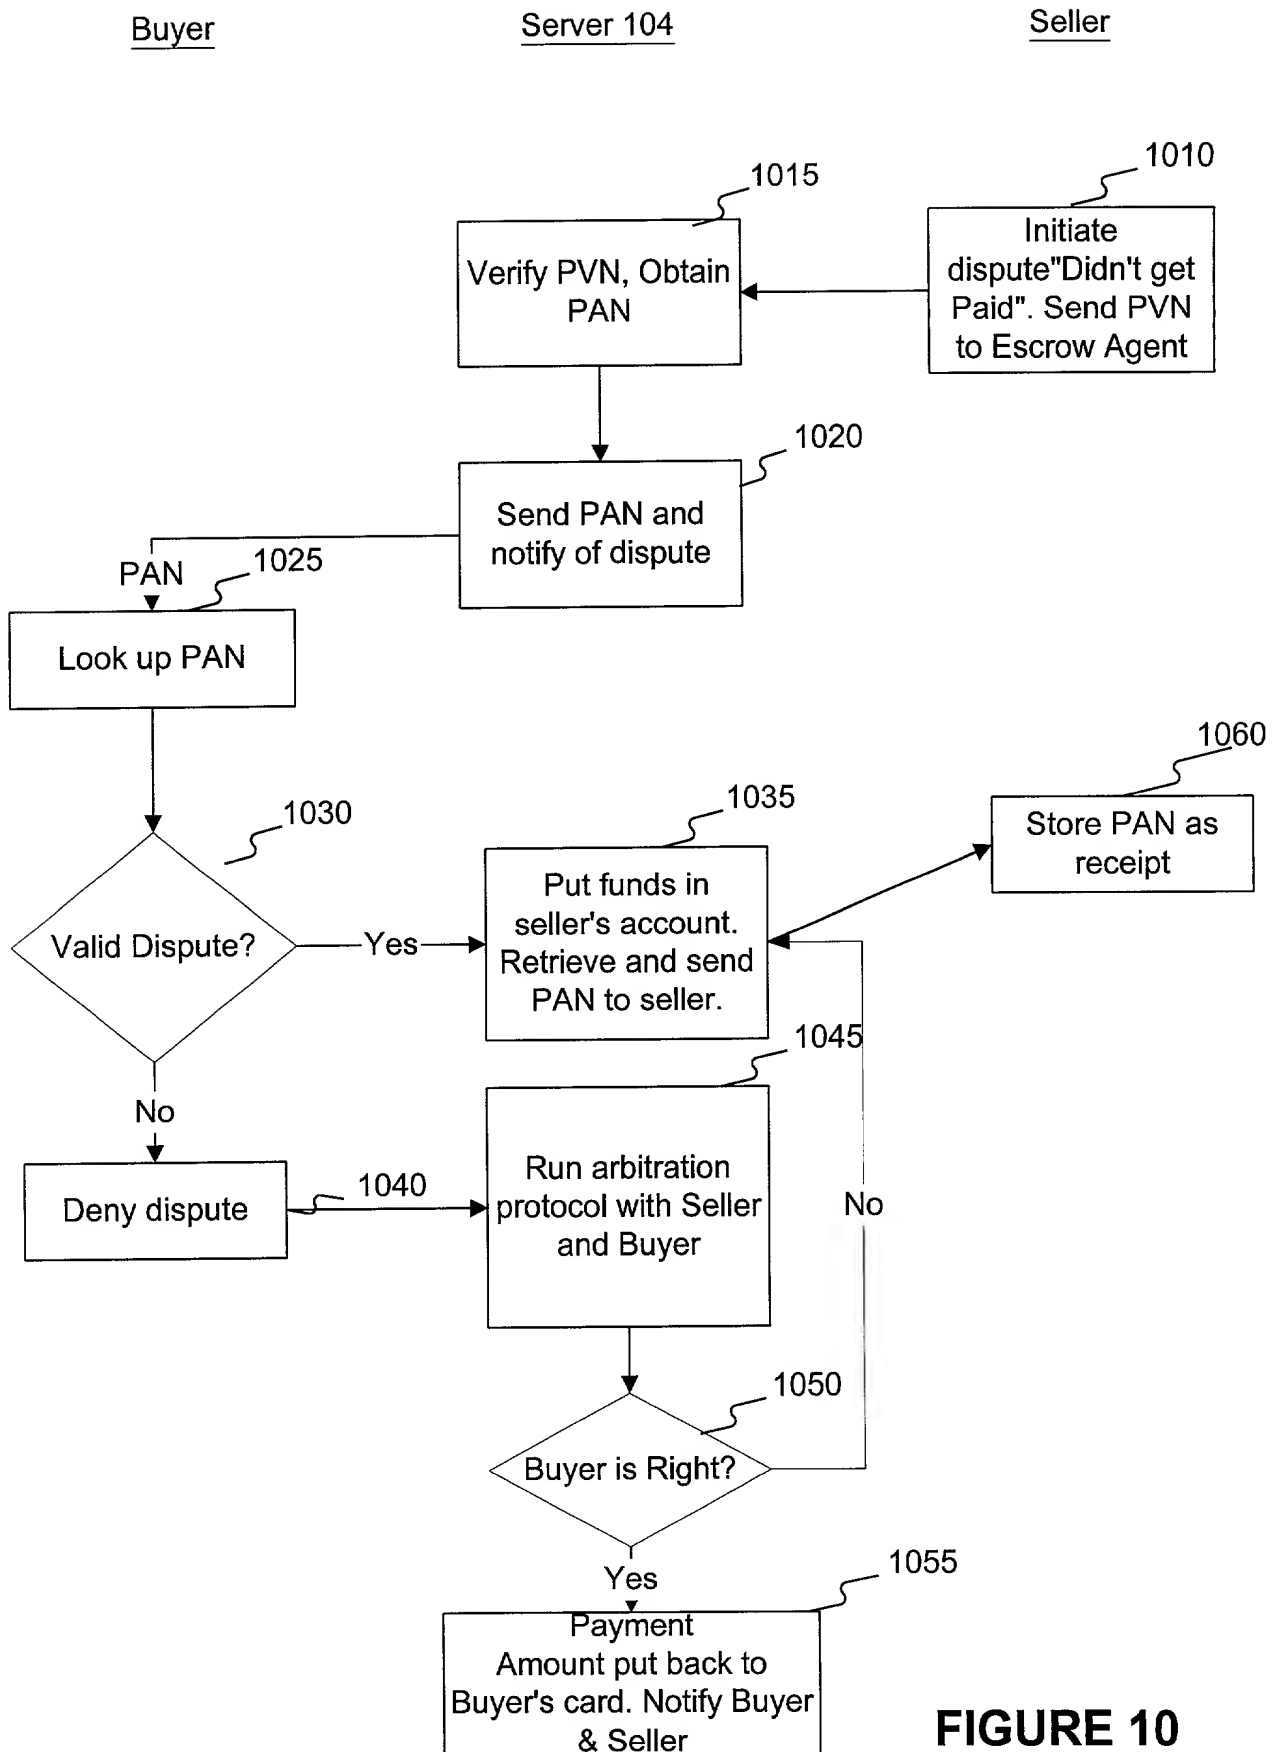 Buyer
Server 104
Seller
1010
1015
Initiate
dispute"Didn't get
Paid". Send PVN
to Escrow Agent
Verify PVN, Obtain
PAN
1020
Send PAN and
notify of dispute
PAN
1025
Look up PAN
1060
Store PAN as
receipt
1030
1035
Valid Dispute?
Yes
Put funds in
seller's account.
Retrieve and send
PAN to seller.
No
1045
Deny dispute
1040
Run arbitration
protocol with Seller
and Buyer
No
1050
Buyer is Right?
Yes
1055
Payment
Amount put back to
Buyer's card. Notify Buyer
& Seller
FIGURE 10